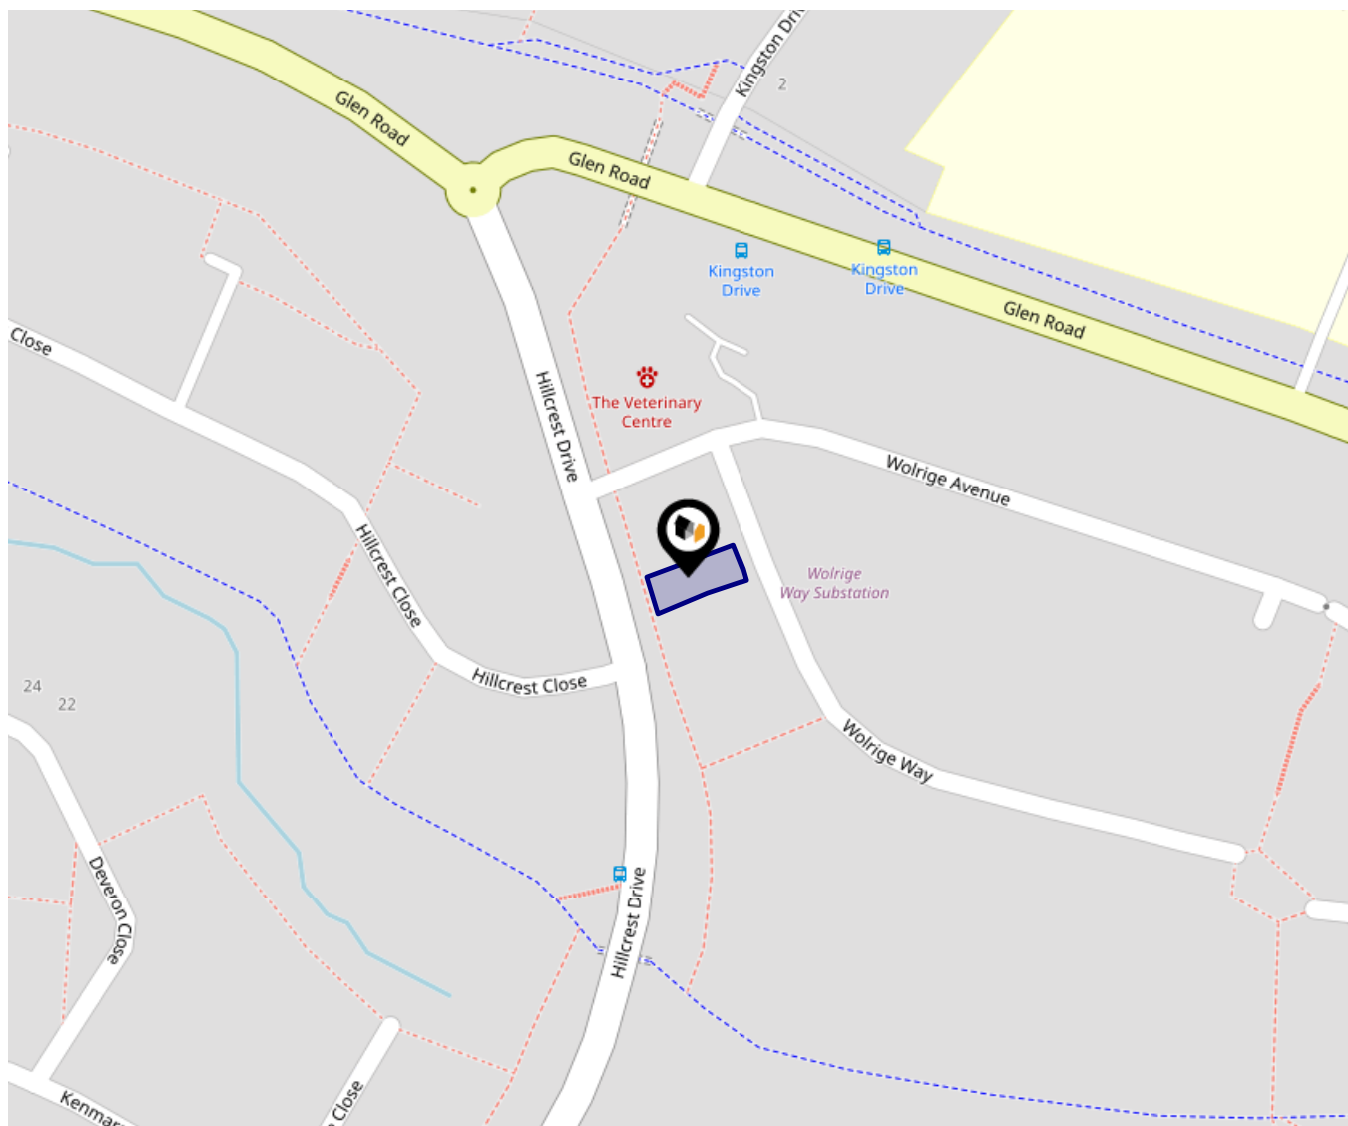 Kingston Dri
2
Glen Road
Glen Road
Kingston
Drive
Kingston
Drive
Glen Road
Close
Hillcrest Drive
The Veterinary
Centre
Wolrige Avenue
Hillcrest Close
Wolrige
Way Substation
Hillcrest Close
24
22
Wolrige Way
Deveron Close
Hillcrest Drive
Kenmar
Close